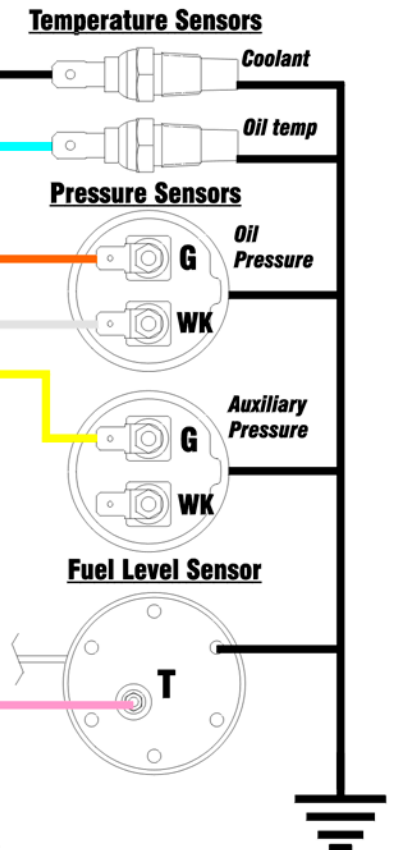 Temperature Sensors
Coolant
Oil temp
Pressure Sensors
Oil
Pressure
G
WK
Auxiliary
Pressure
G
WK
Fuel Level Sensor
T